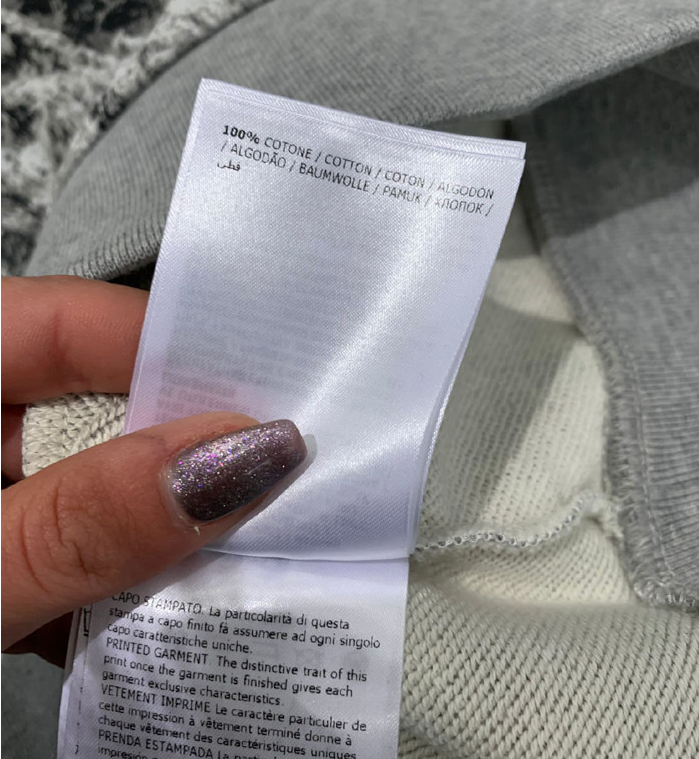 100% COTONE / COTTON / COTON / ALGODÓN
/ ALGODÃO / BAUMWOLLE / PAMUK / ХЛОПОК /
قطن
CAPO STAMPATO La particolarità di questa
stampa a capo finito fà assumere ad ogni singolo
capo caratteristiche uniche.
PRINTED GARMENT The distinctive trait of this
print once the garment is finished gives each
garment exclusive characteristics.
VETEMENT IMPRIME Le caractère particulier de
cette impression à vêtement terminé donne à
chaque vêtement des caractéristiques uniques
PRENDA ESTAMPADA La
impresión